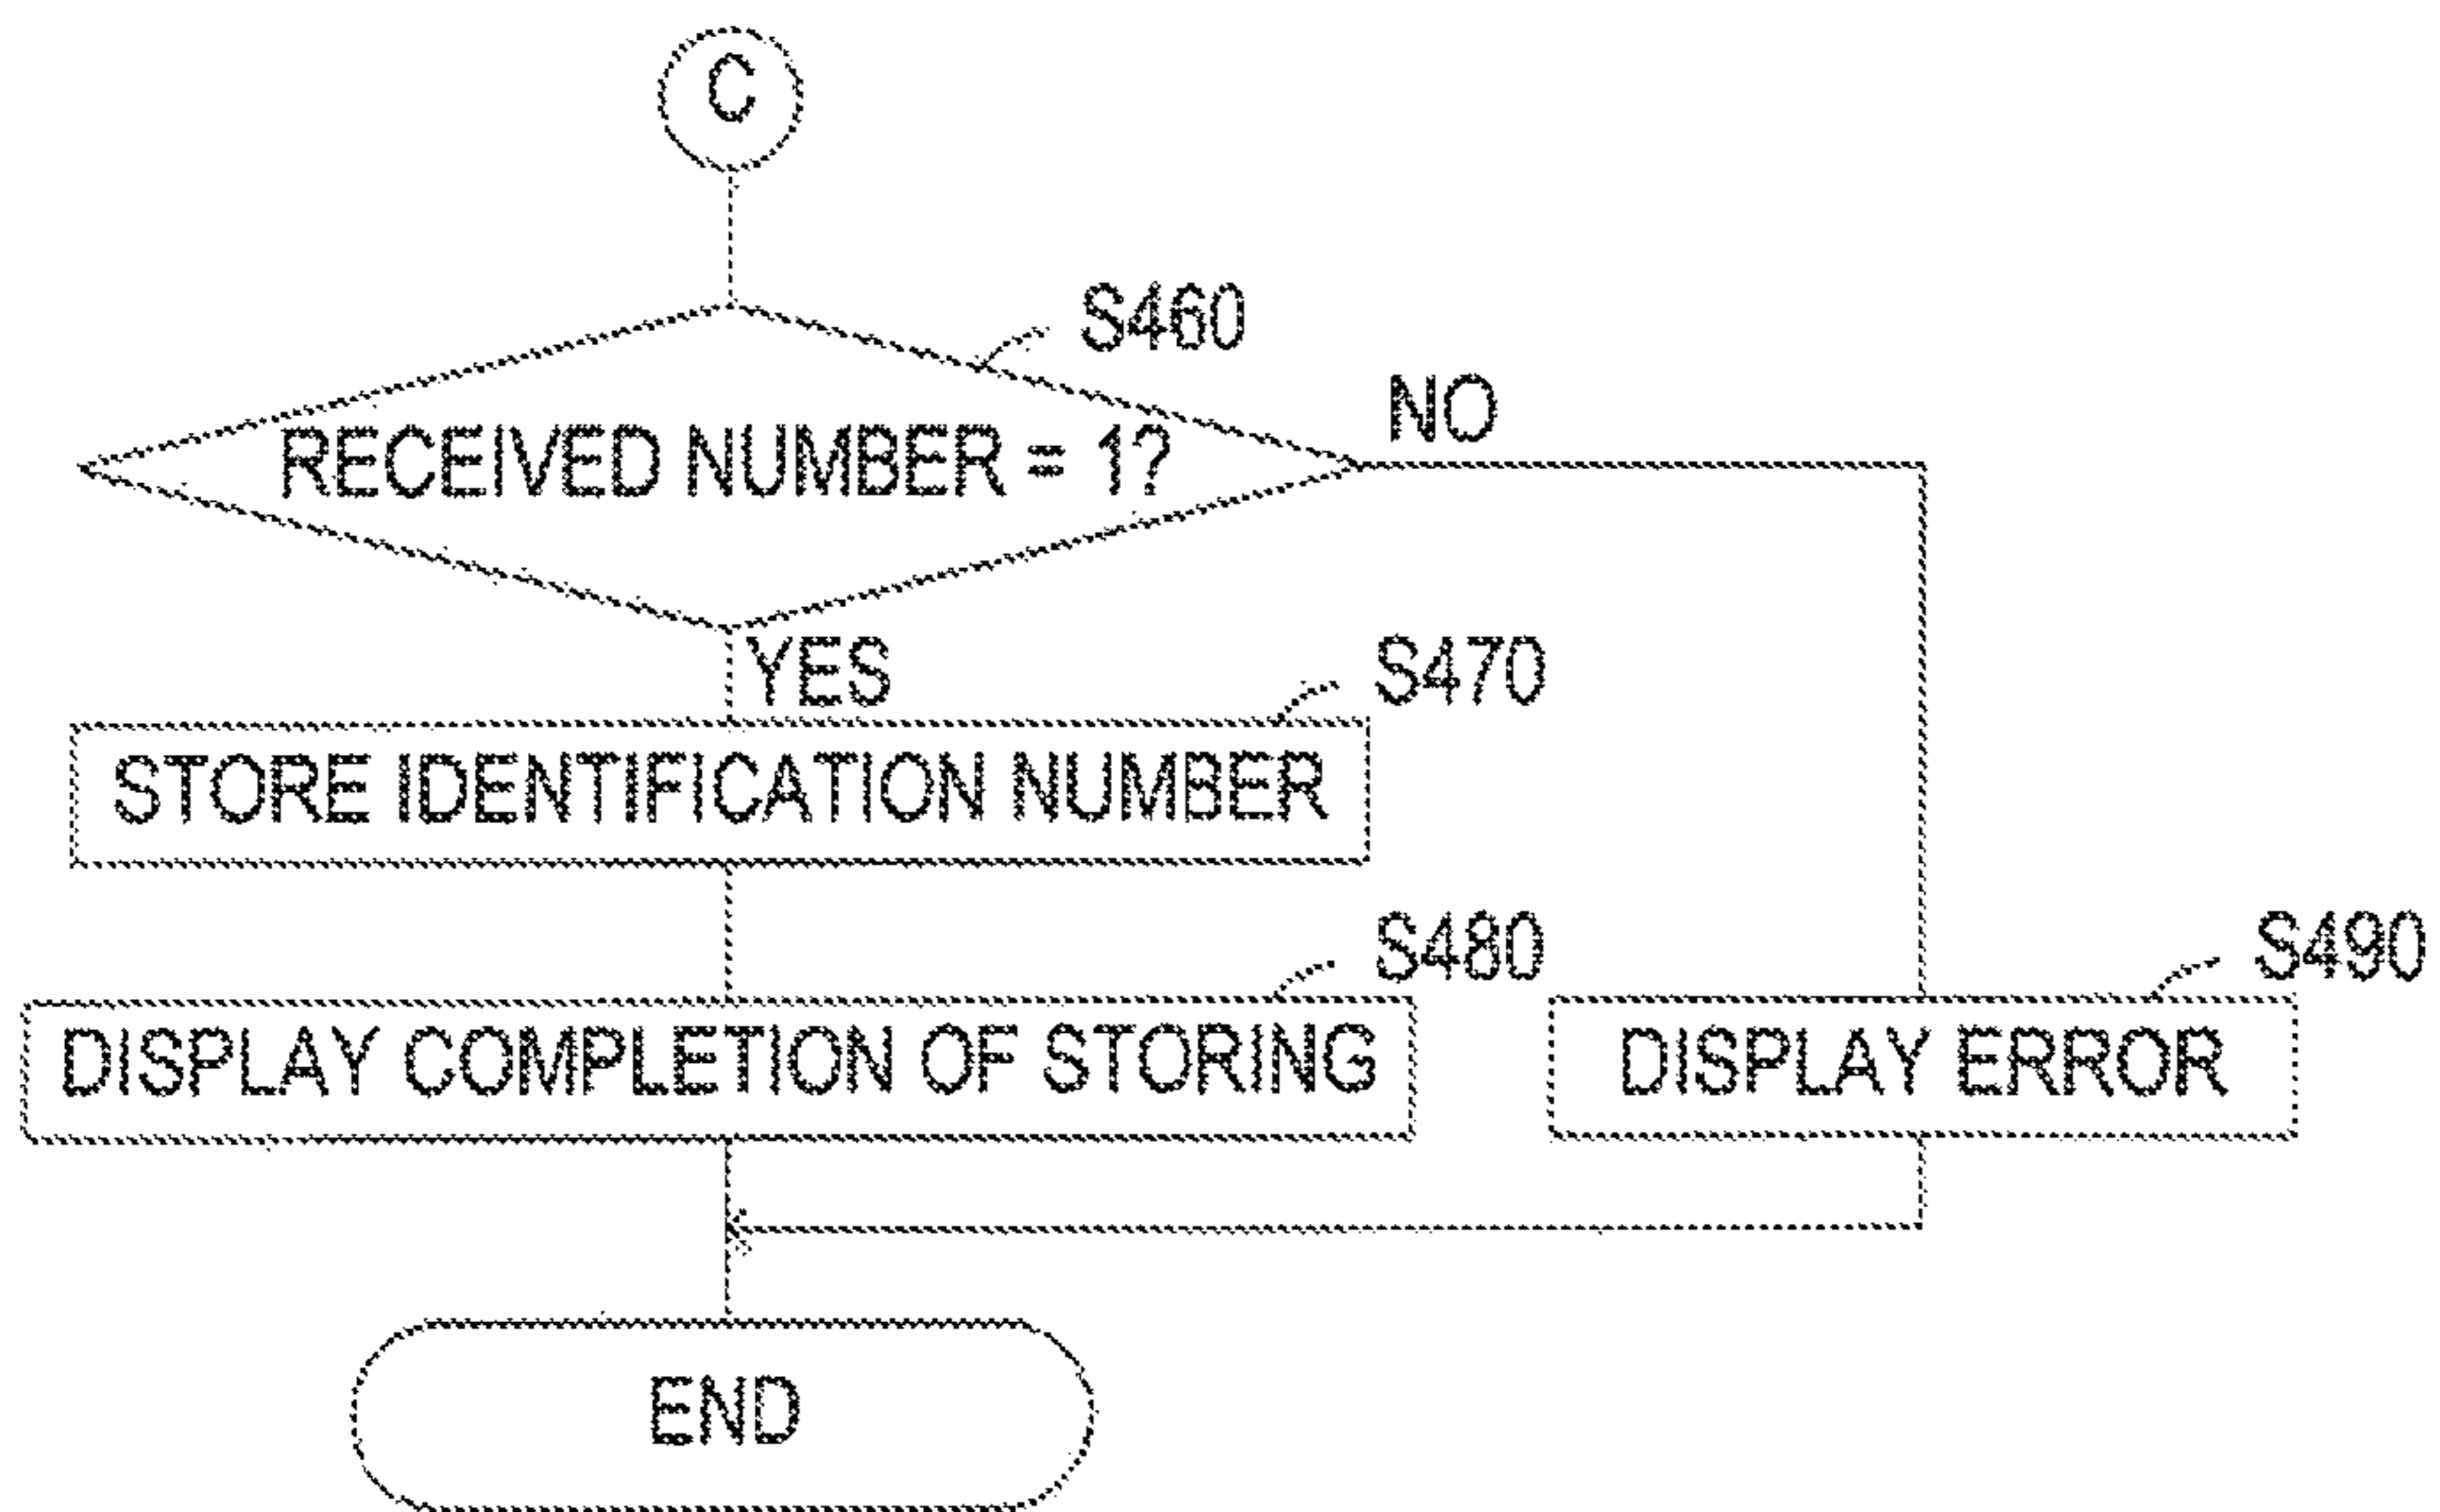 C
S460
NO
RECEIVED NUMBER = 1?
YES
S470
STORE IDENTIFICATION NUMBER
S480
S490
DISPLAY COMPLETION OF STORING
DISPLAY ERROR
END